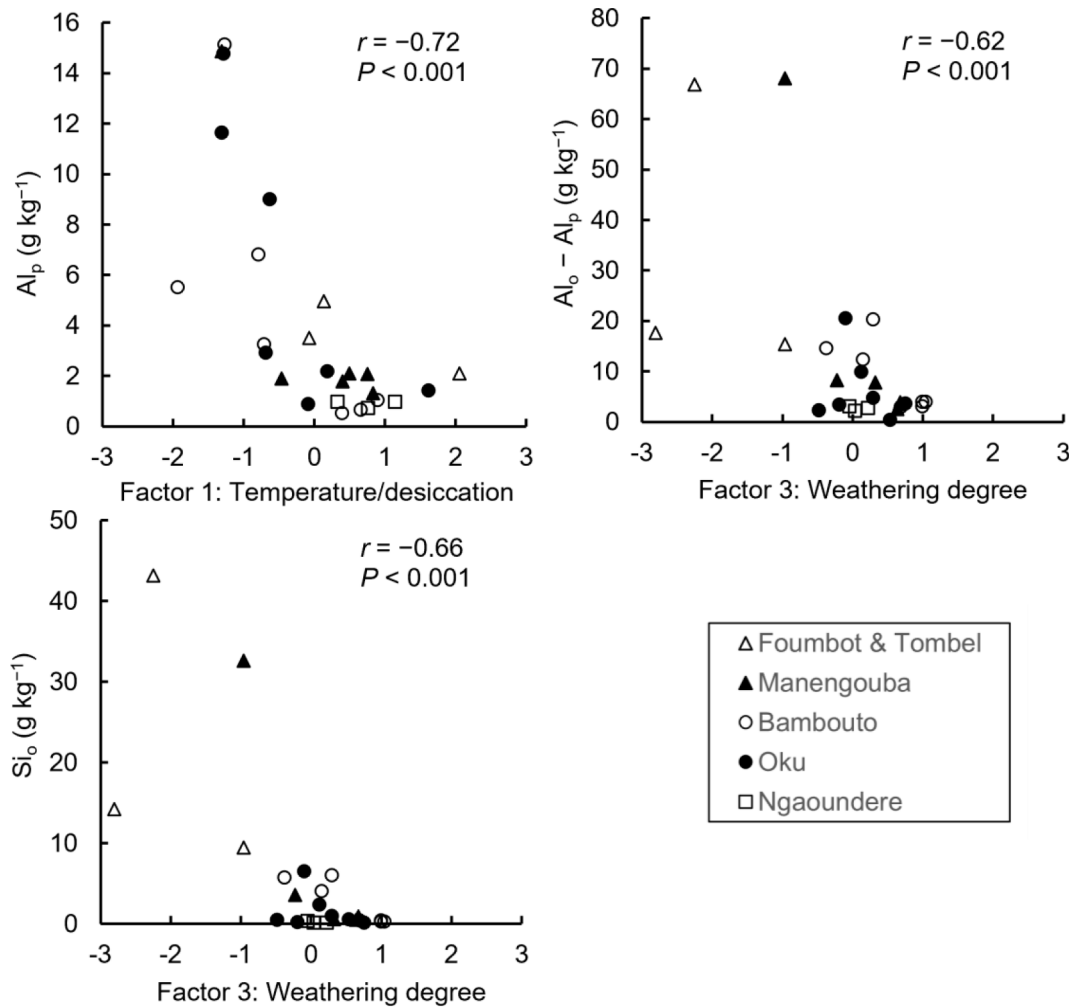 16
14
12
10
8
6
4
2
0
Alₚ (g kg⁻¹)
r = −0.72
P < 0.001
-3 -2 -1 0 1 2 3
Factor 1: Temperature/desiccation
80
70
60
50
40
30
20
10
0
Alₒ − Alₚ (g kg⁻¹)
r = −0.62
P < 0.001
-3 -2 -1 0 1 2 3
Factor 3: Weathering degree
50
40
30
20
10
0
Siₒ (g kg⁻¹)
r = −0.66
P < 0.001
-3 -2 -1 0 1 2 3
Factor 3: Weathering degree
Foumbot & Tombel
Manengouba
Bambouto
Oku
Ngaoundere